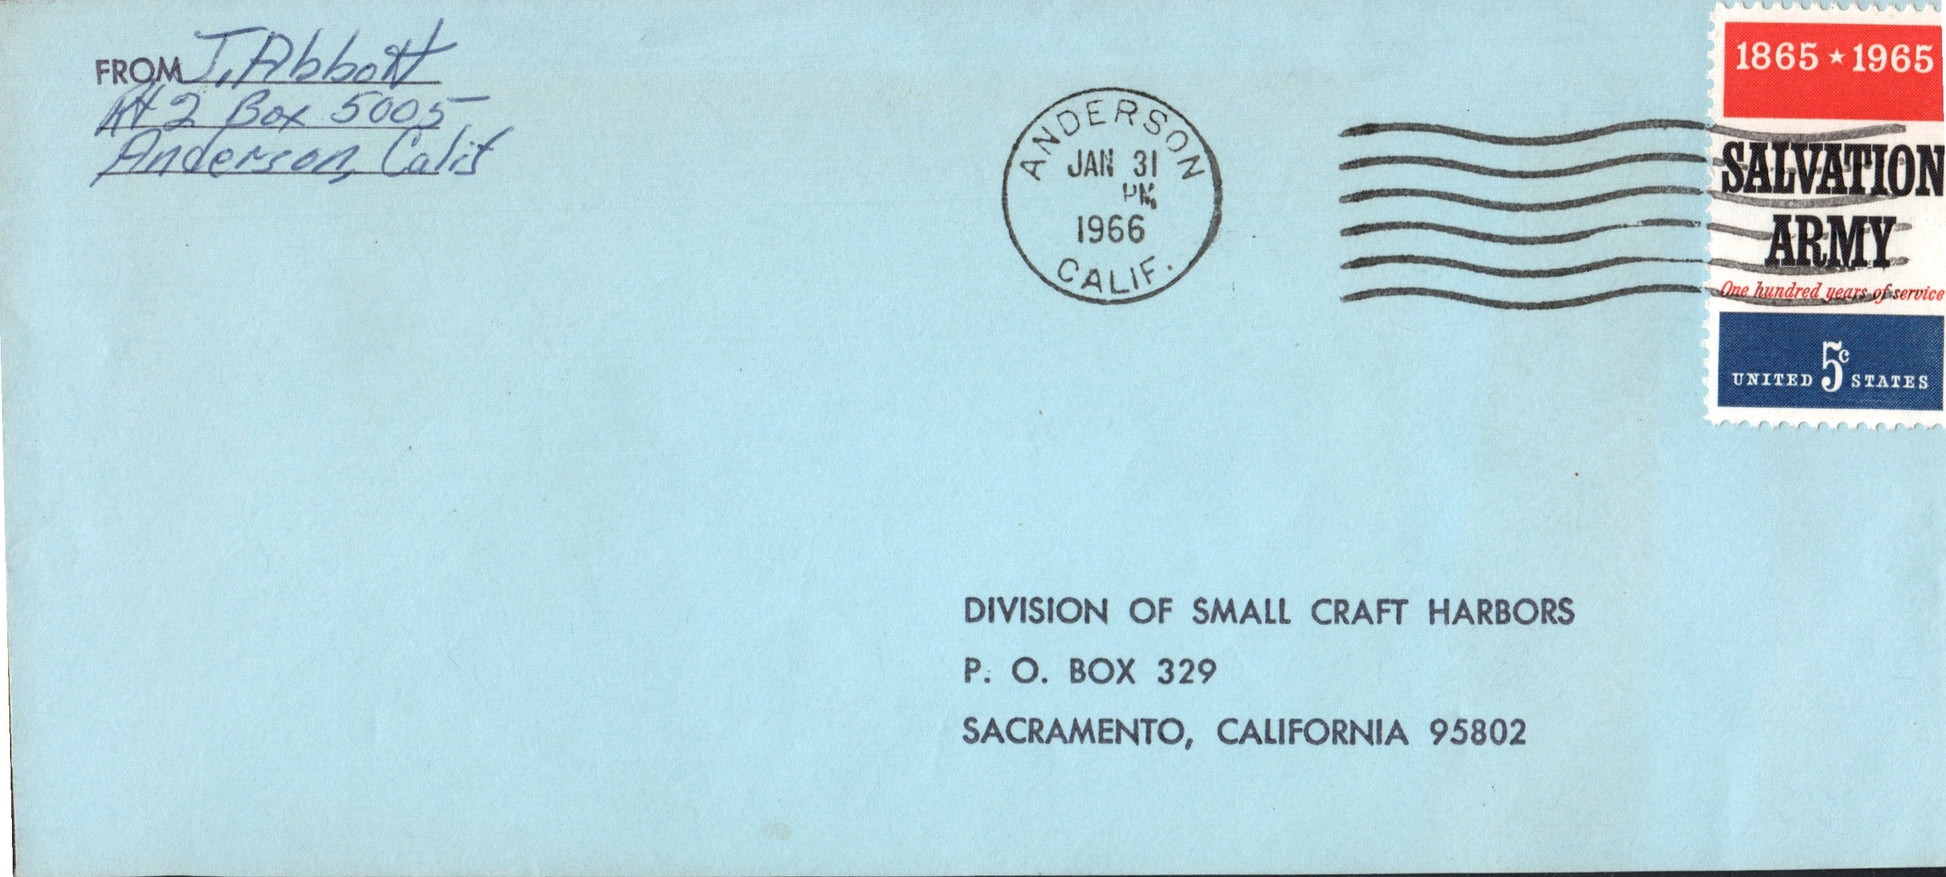 FROM J. Abbott
Rt 2 Box 5005
Anderson, Calif
ANDERSON
JAN 31
PM
1966
CALIF.
1865 ★ 1965
SALVATION
ARMY
One hundred years of service
UNITED 5c STATES
DIVISION OF SMALL CRAFT HARBORS
P. O. BOX 329
SACRAMENTO, CALIFORNIA 95802